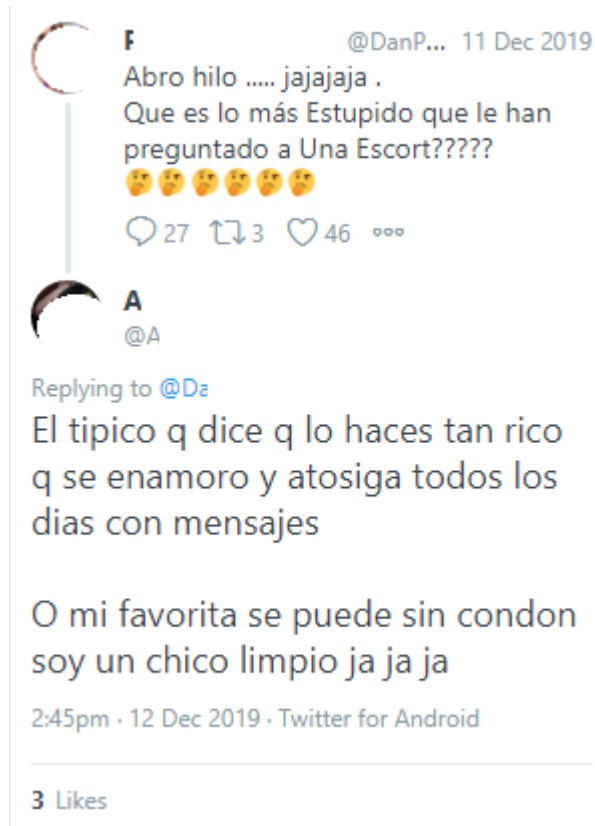 F @DanP... 11 Dec 2019
Abro hilo ..... jajajaja .
Que es lo más Estupido que le han
preguntado a Una Escort?????
🤔🤔🤔🤔🤔🤔
27 3 46
A
@A
Replying to @Da
El tipico q dice q lo haces tan rico
q se enamoro y atosiga todos los
dias con mensajes
O mi favorita se puede sin condon
soy un chico limpio ja ja ja
2:45pm · 12 Dec 2019 · Twitter for Android
3 Likes